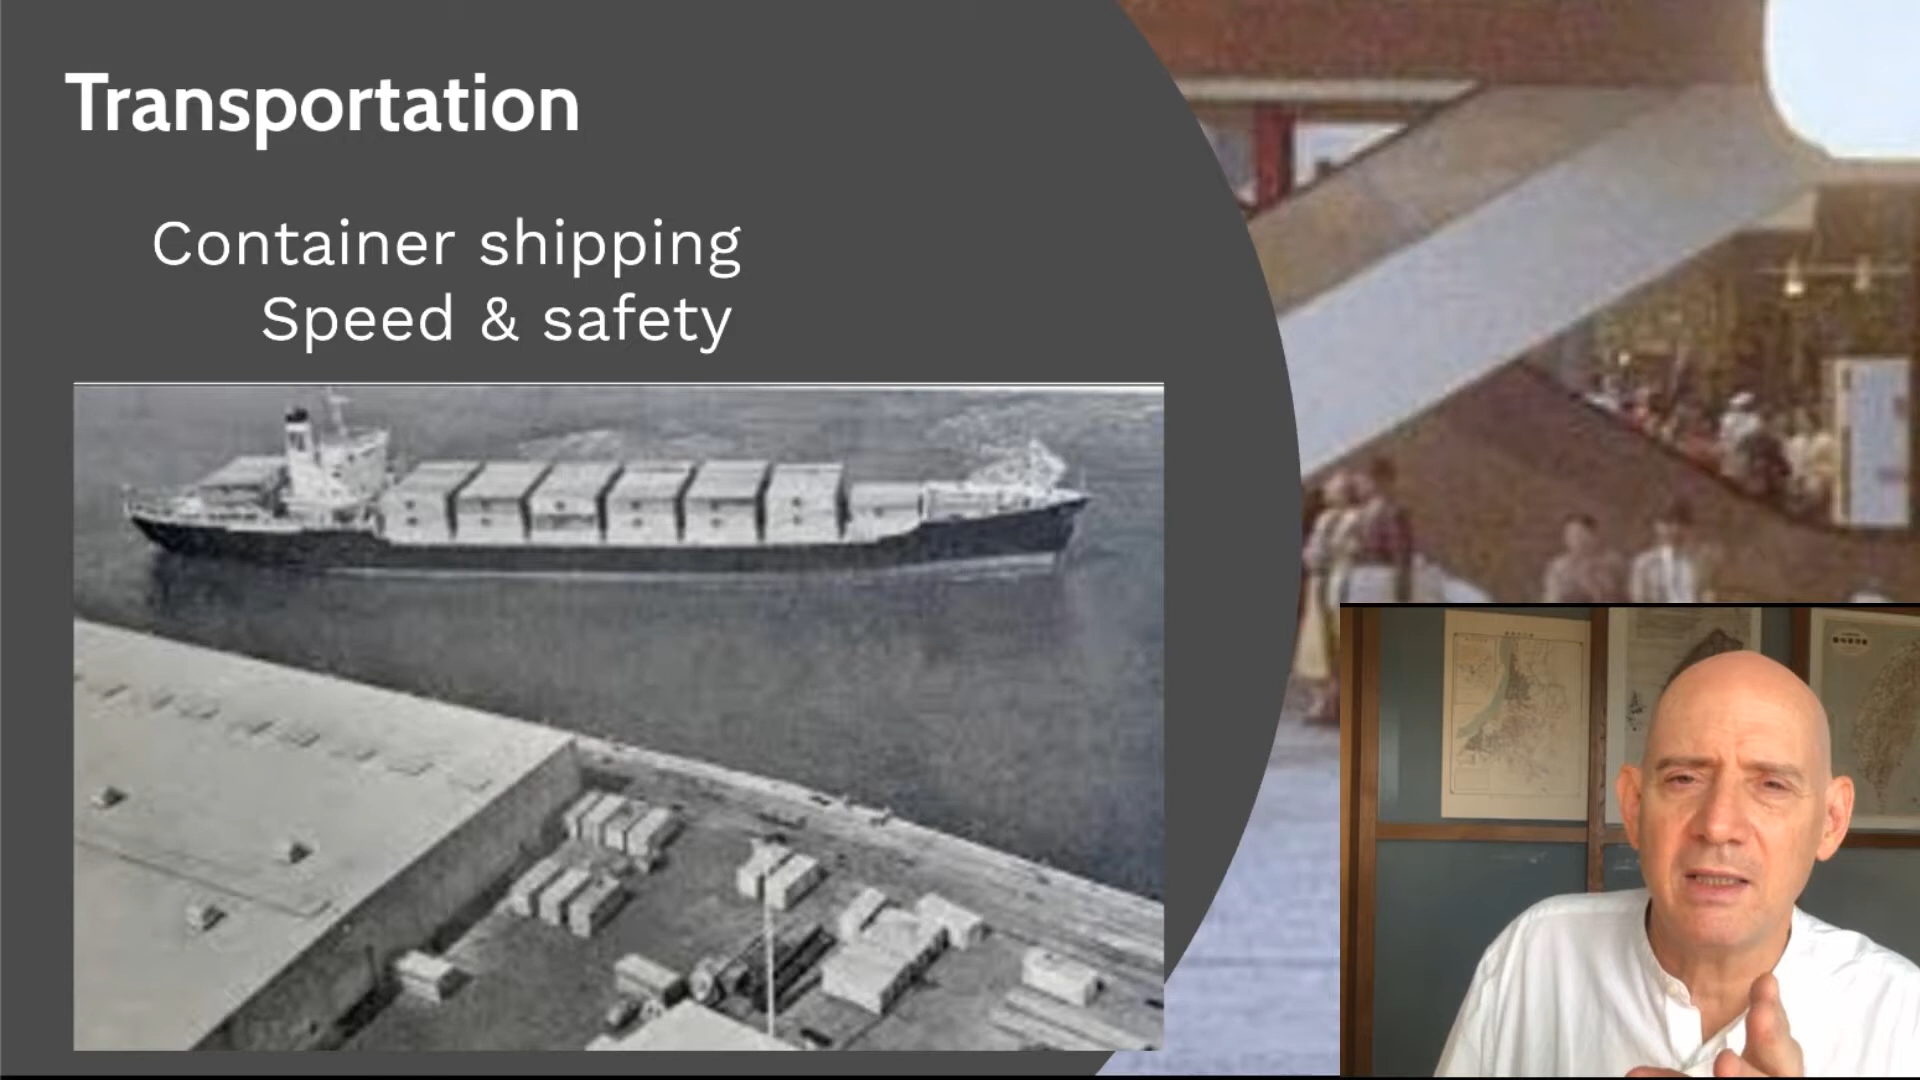 Transportation
Container shipping
Speed & safety